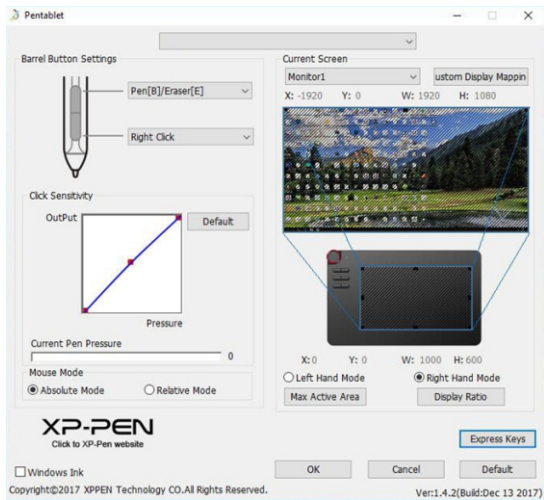 Pentablet
Barrel Button Settings
Pen[B]/Eraser[E]
Right Click
Click Sensitivity
OutPut
Default
Pressure
Current Pen Pressure
0
Mouse Mode
Absolute Mode Relative Mode
XP-PEN
Click to XP-Pen website
Windows Ink
Copyright©2017 XPPEN Technology CO.All Rights Reserved.
Current Screen
Monitor1 ustom Display Mappin
X: -1920 Y: 0 W: 1920 H: 1080
X: 0 Y: 0 W: 1000 H: 600
Left Hand Mode Right Hand Mode
Max Active Area Display Ratio
Express Keys
OK Cancel Default
Ver:1.4.2(Build:Dec 13 2017)